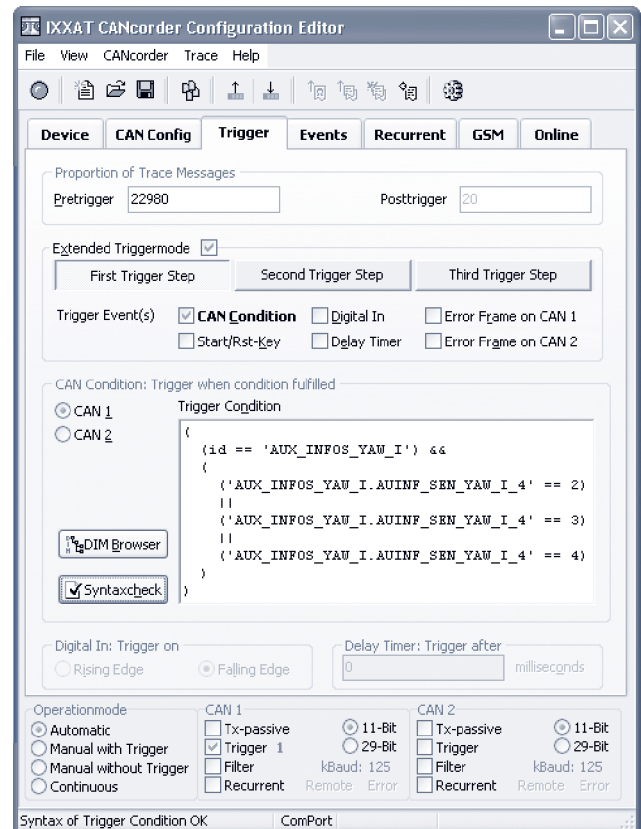 IXXAT CANcorder Configuration Editor
File View CANcorder Trace Help
Device CAN Config Trigger Events Recurrent GSM Online
Proportion of Trace Messages
Pretrigger 22980 Posttrigger 20
Extended Triggermode
First Trigger Step Second Trigger Step Third Trigger Step
Trigger Event(s) CAN Condition Digital In Error Frame on CAN 1
Start/Rst-Key Delay Timer Error Frame on CAN 2
CAN Condition: Trigger when condition fulfilled
CAN 1 Trigger Condition
CAN 2
(
(id == 'AUX_INFOS_YAW_I') &&
(
('AUX_INFOS_YAW_I.AUINF_SEN_YAW_I_4' == 2)
||
('AUX_INFOS_YAW_I.AUINF_SEN_YAW_I_4' == 3)
||
('AUX_INFOS_YAW_I.AUINF_SEN_YAW_I_4' == 4)
)
)
DIM Browser
Syntaxcheck
Digital In: Trigger on Delay Timer: Trigger after
Rising Edge Falling Edge 0 milliseconds
Operationmode CAN 1 CAN 2
Automatic Tx-passive 11-Bit Tx-passive 11-Bit
Manual with Trigger Trigger 1 29-Bit Trigger 29-Bit
Manual without Trigger Filter kBaud: 125 Filter kBaud: 125
Continuous Recurrent Remote Error Recurrent Remote Error
Syntax of Trigger Condition OK ComPort